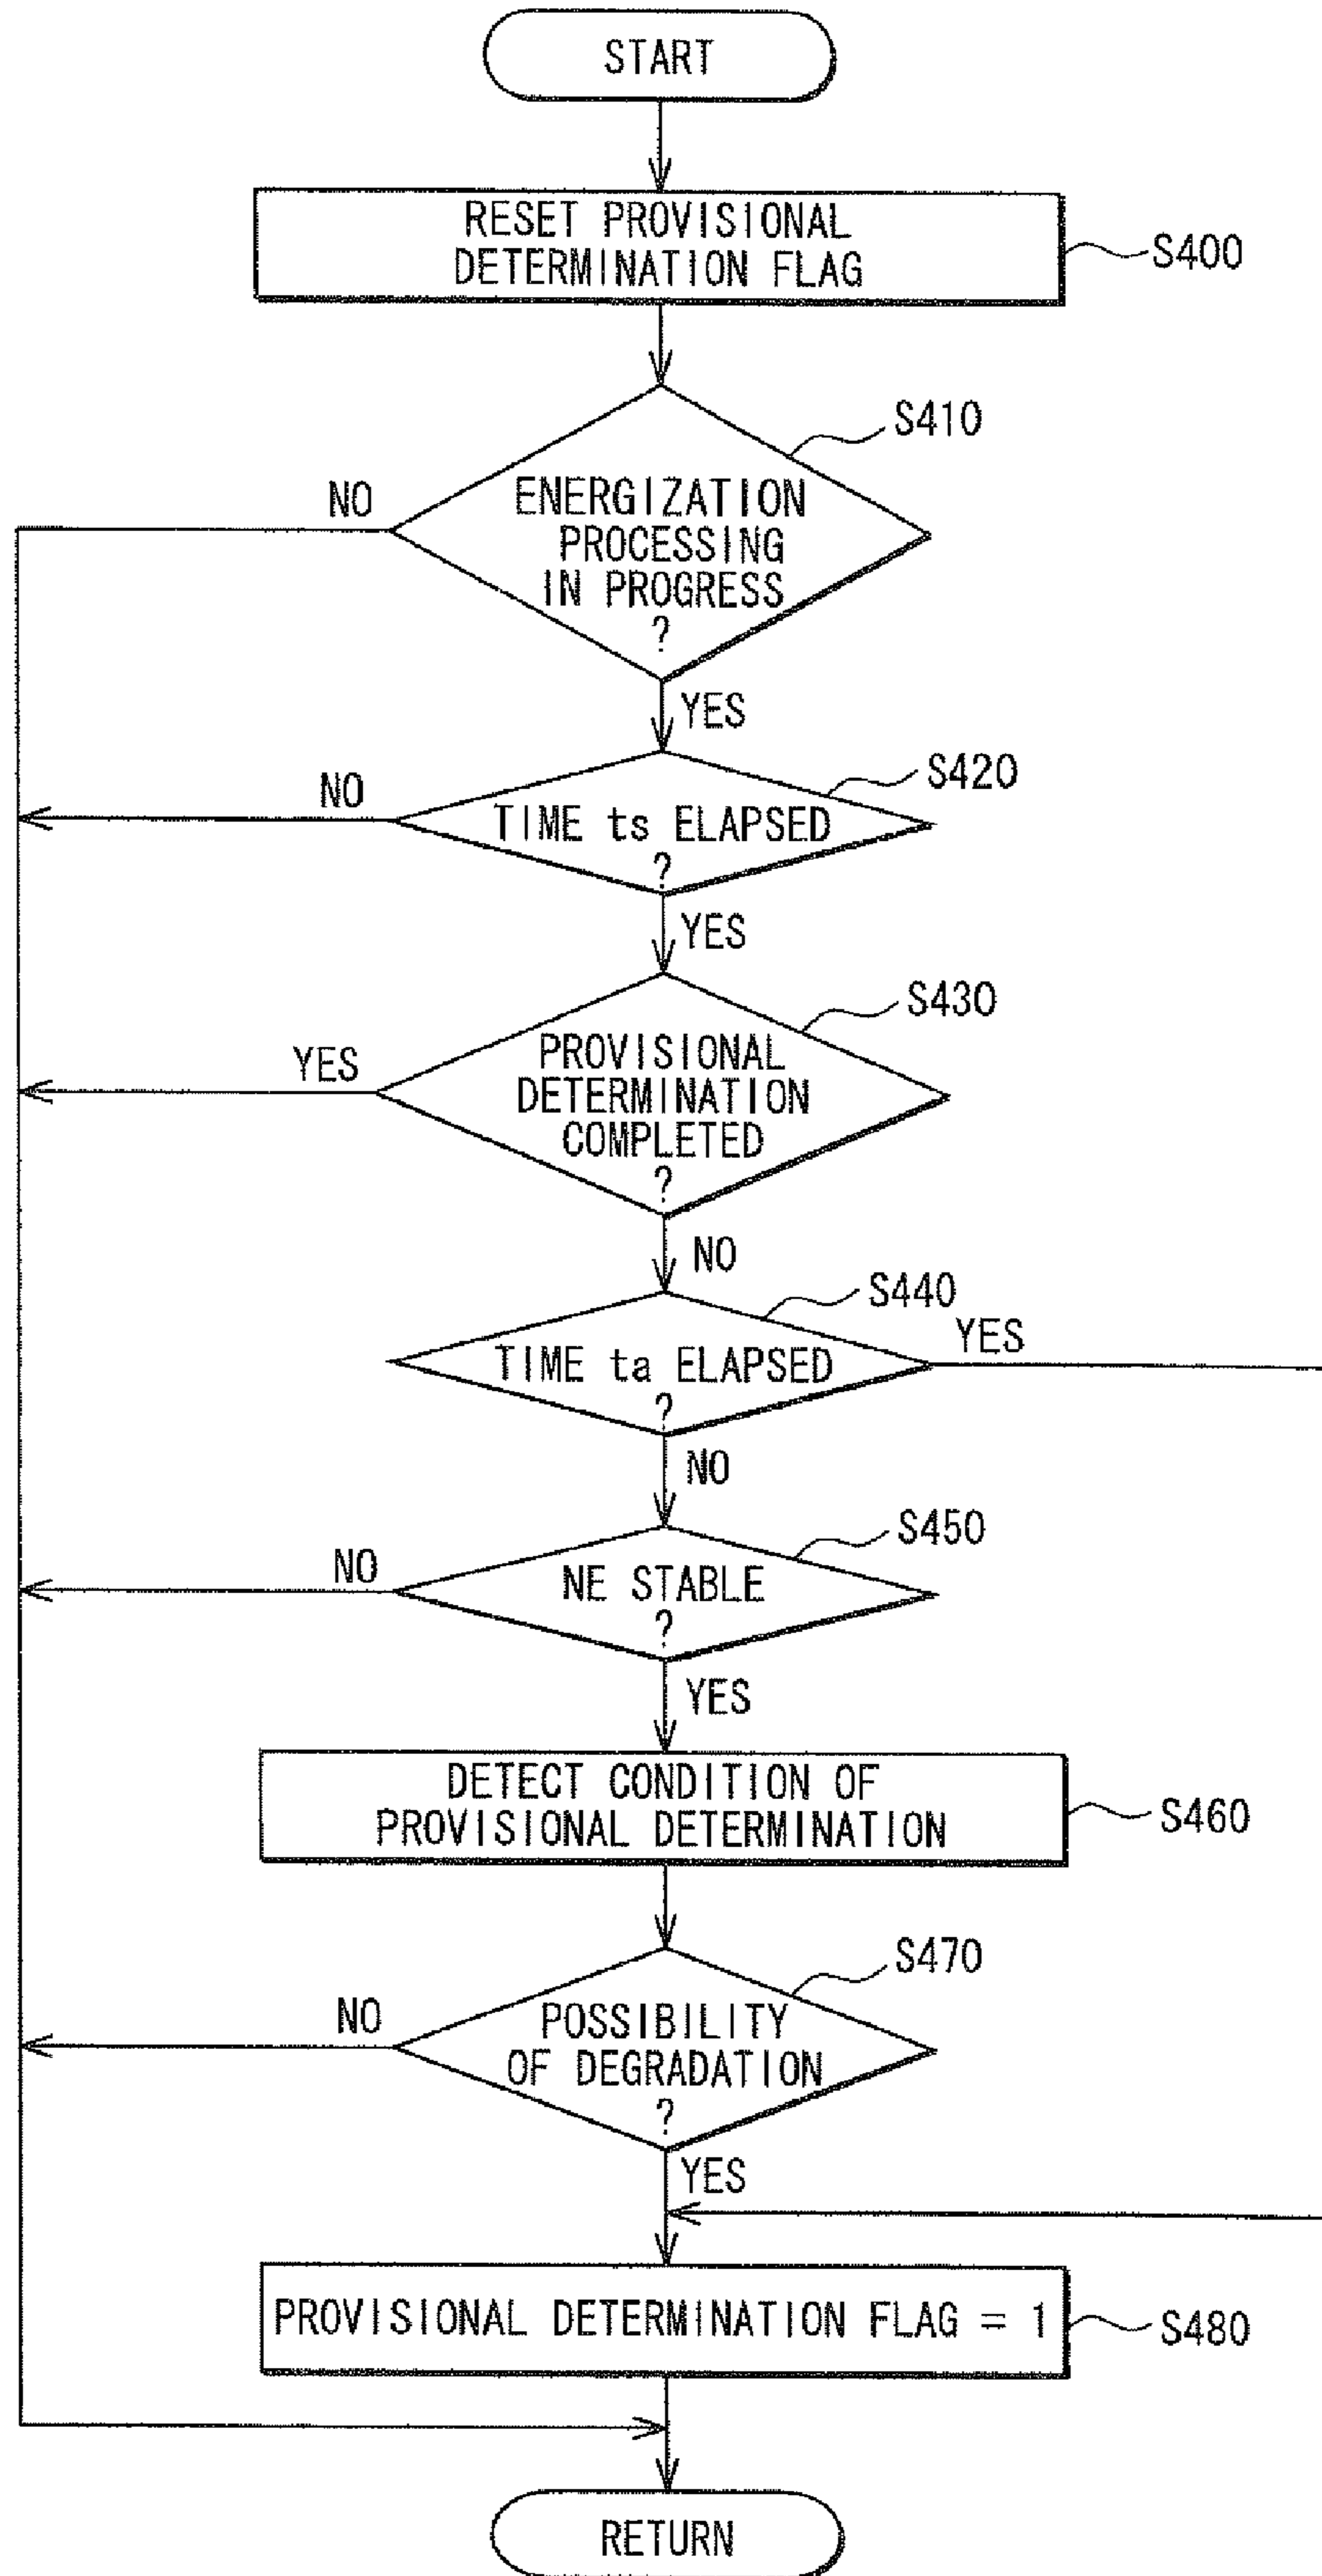 START
RESET PROVISIONAL
DETERMINATION FLAG
S400
S410
NO
ENERGIZATION
PROCESSING
IN PROGRESS
?
YES
S420
NO
TIME ts ELAPSED
?
YES
S430
YES
PROVISIONAL
DETERMINATION
COMPLETED
?
NO
S440
YES
TIME ta ELAPSED
?
NO
S450
NO
NE STABLE
?
YES
DETECT CONDITION OF
PROVISIONAL DETERMINATION
S460
S470
NO
POSSIBILITY
OF DEGRADATION
?
YES
PROVISIONAL DETERMINATION FLAG = 1
S480
RETURN